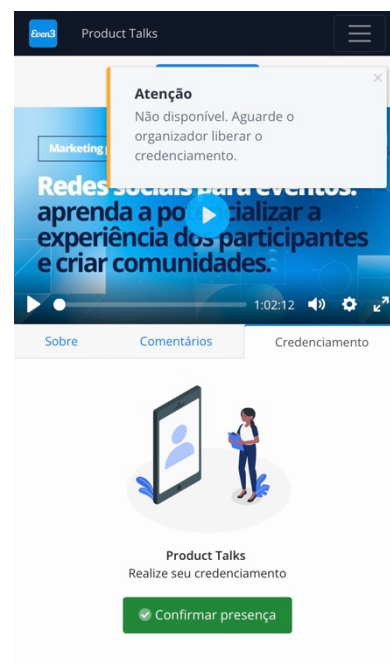 Even3
Product Talks
Atenção
Não disponível. Aguarde o
organizador liberar o
credenciamento.
Marketing
Redes sociais para eventos:
aprenda a po cializar a
experiência dos participantes
e criar comunidades.
1:02:12
Sobre
Comentários
Credenciamento
Product Talks
Realize seu credenciamento
Confirmar presença